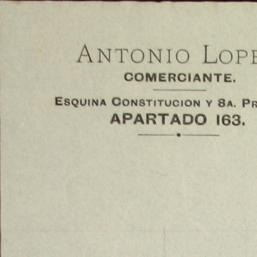 ANTONIO LOPE
COMERCIANTE.
ESQUINA CONSTITUCION Y 8A. PR
APARTADO 163.